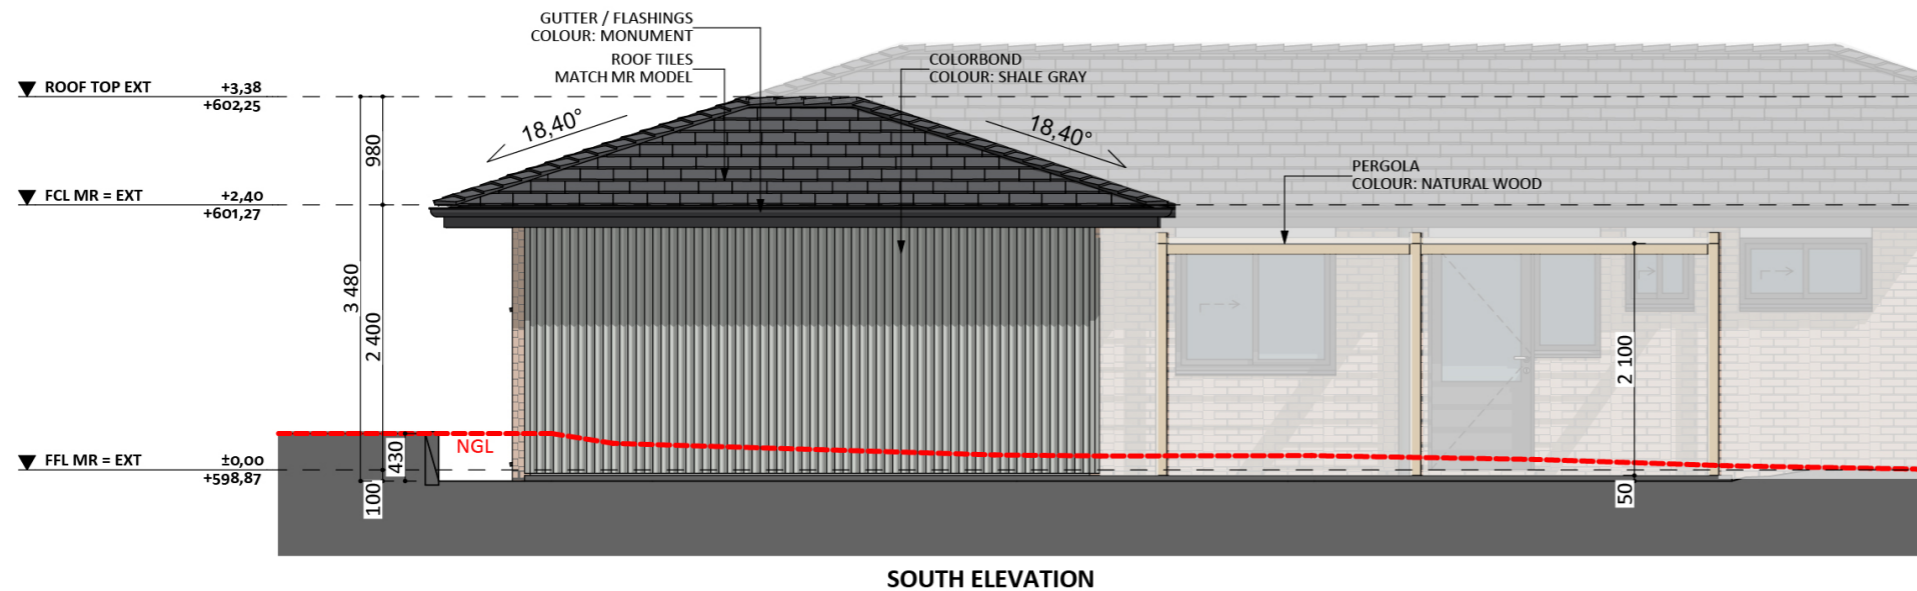 GUTTER / FLASHINGS
COLOUR: MONUMENT
ROOF TILES
MATCH MR MODEL
COLORBOND
COLOUR: SHALE GRAY
ROOF TOP EXT +3,38
+602,25
18,40°
18,40°
980
PERGOLA
COLOUR: NATURAL WOOD
FCL MR = EXT +2,40
+601,27
3 480
2 400
2 100
NGL
430
FFL MR = EXT ±0,00
+598,87
100
50
SOUTH ELEVATION